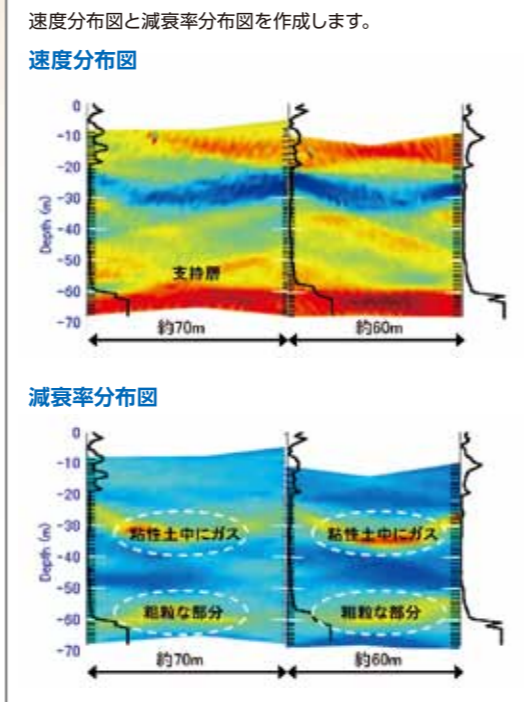 速度分布図と減衰率分布図を作成します。
速度分布図
0
-10
-20
-30
-40
-50
-60
-70
Depth (m)
支持層
約70m
約60m
減衰率分布図
0
-10
-20
-30
-40
-50
-60
-70
Depth (m)
粘性土中にガス
粘性土中にガス
粗粒な部分
粗粒な部分
約70m
約60m